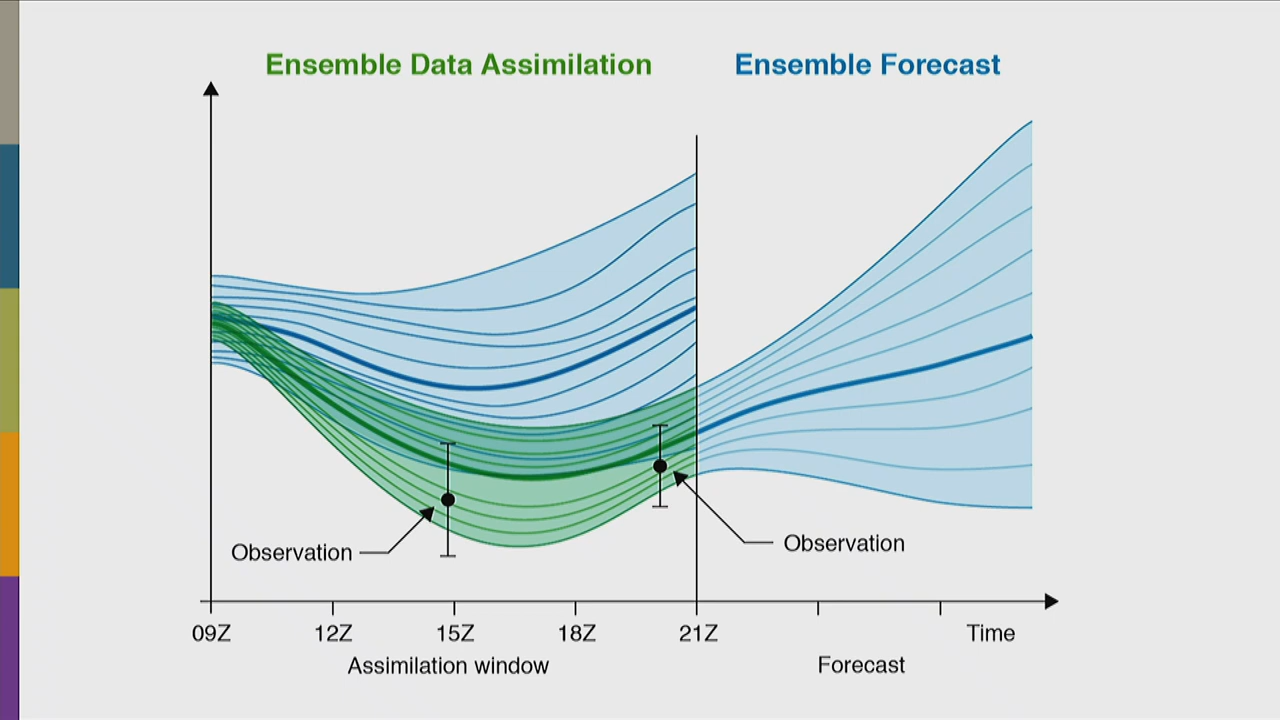 Ensemble Data Assimilation
Ensemble Forecast
Observation
Observation
09Z
12Z
15Z
18Z
21Z
Time
Assimilation window
Forecast